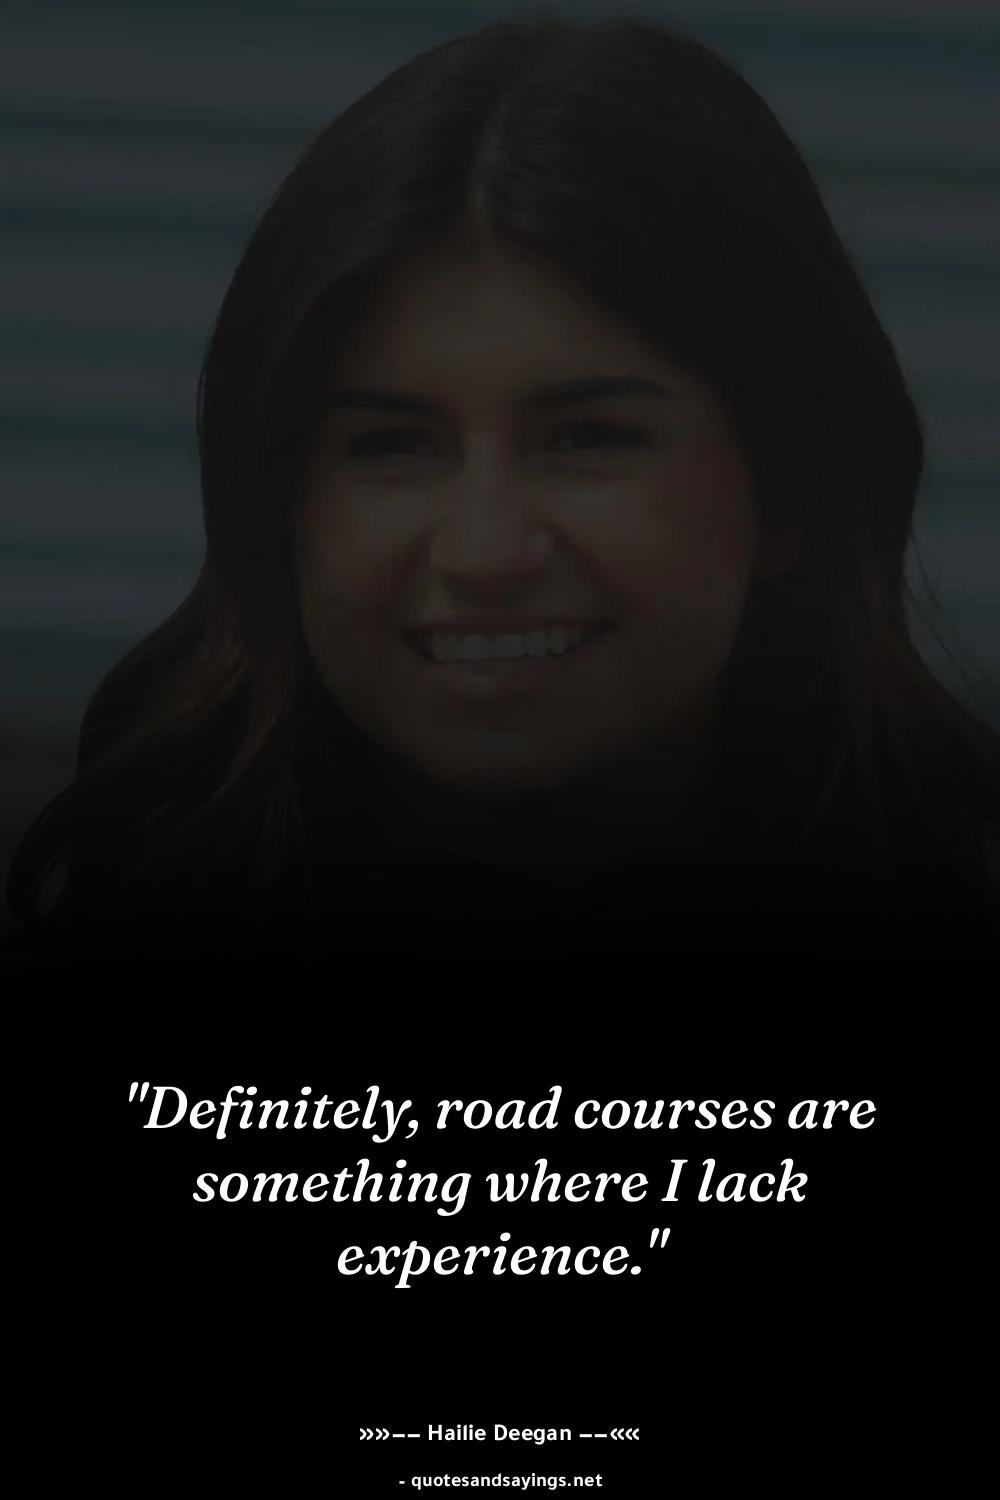 "Definitely, road courses are
something where I lack
experience."
»»–– Hailie Deegan ––««
- quotesandsayings.net